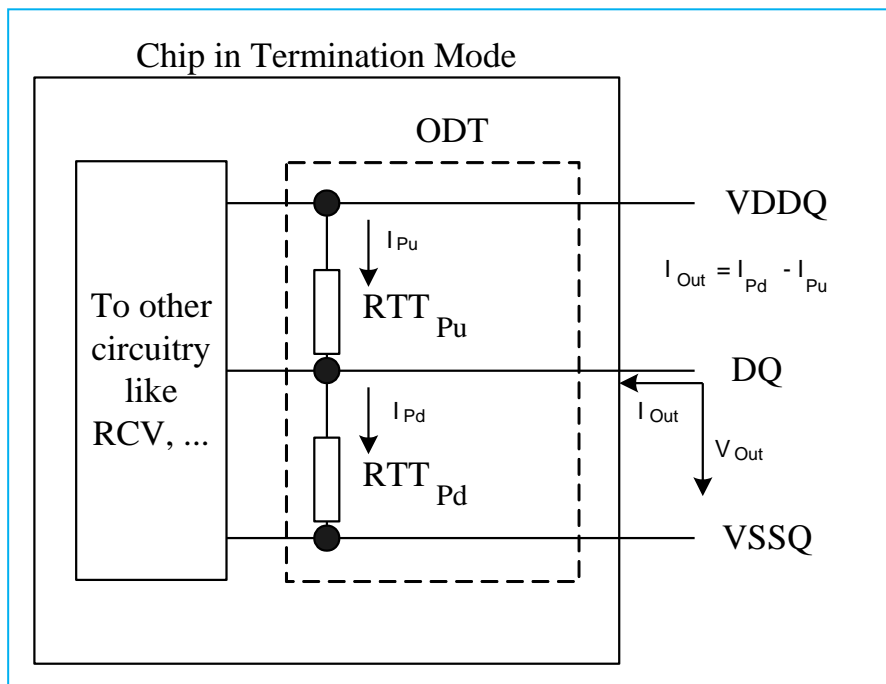 Chip in Termination Mode
ODT
VDDQ
I Pu
I Out = I Pd - I Pu
To other
circuitry
like
RCV, ...
RTT Pu
DQ
I Pd
I Out
RTT Pd
V Out
VSSQ